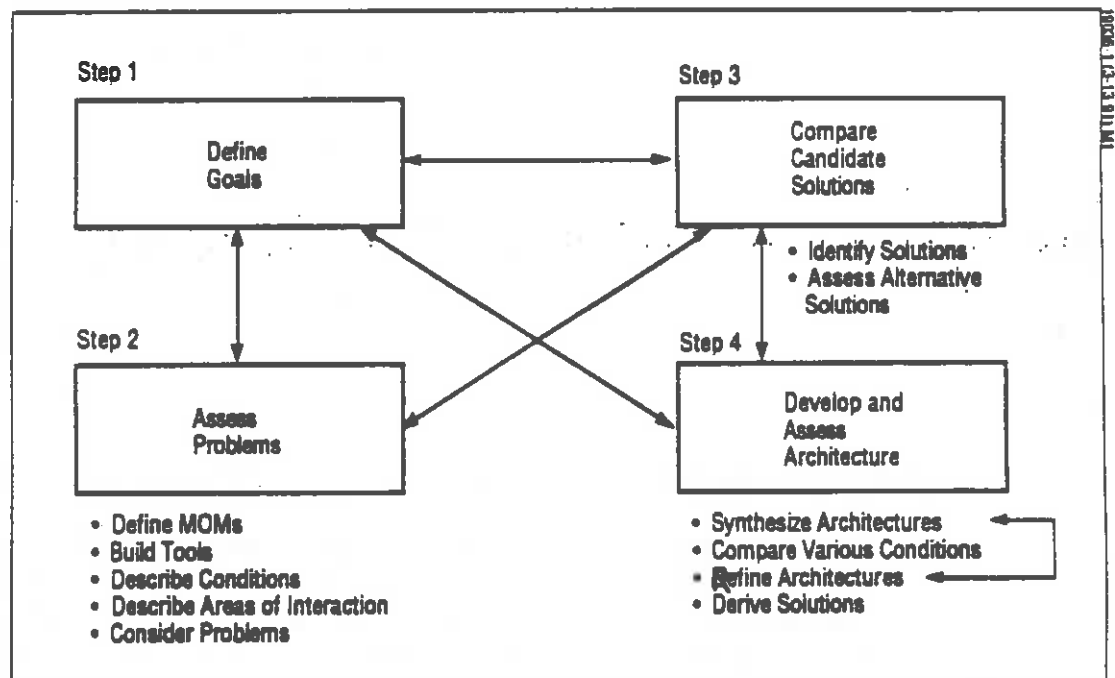 Step 1
Define
Goals
Step 3
Compare
Candidate
Solutions
• Identify Solutions
• Assess Alternative
Solutions
Step 2
Assess
Problems
• Define MOMs
• Build Tools
• Describe Conditions
• Describe Areas of Interaction
• Consider Problems
Step 4
Develop and
Assess
Architecture
• Synthesize Architectures
• Compare Various Conditions
• Refine Architectures
• Derive Solutions